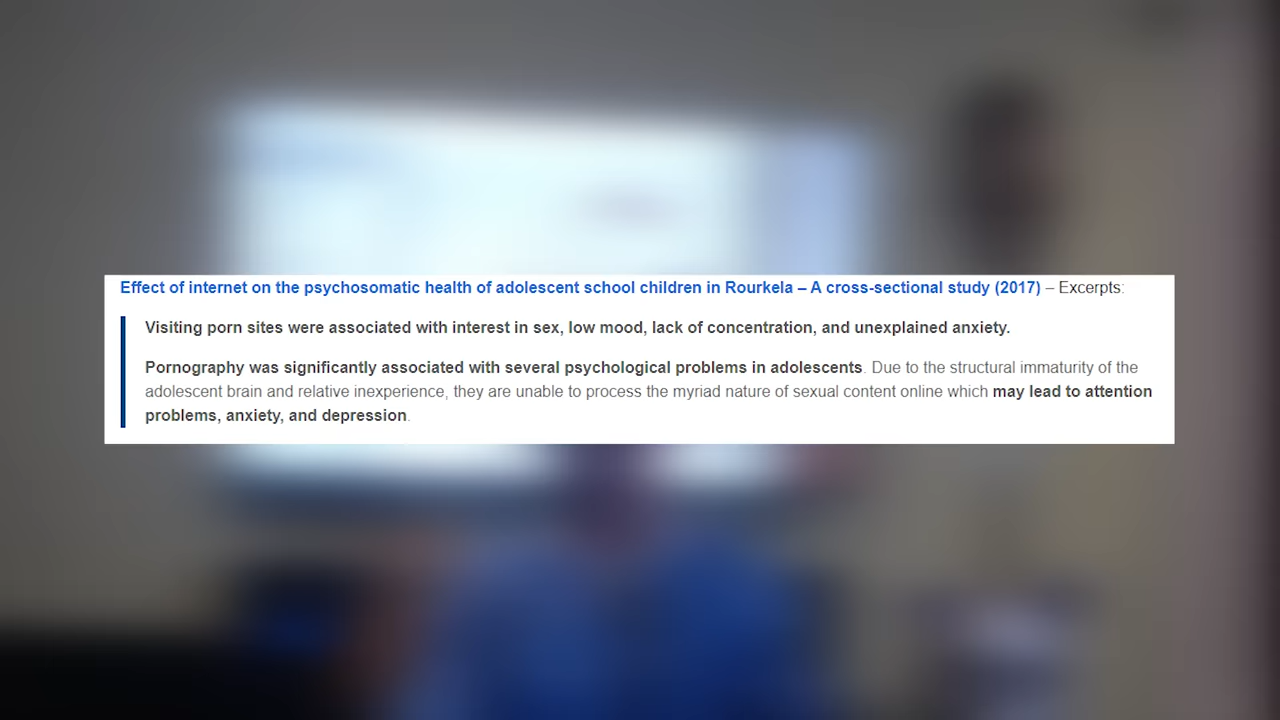 Effect of internet on the psychosomatic health of adolescent school children in Rourkela – A cross-sectional study (2017) – Excerpts:
Visiting porn sites were associated with interest in sex, low mood, lack of concentration, and unexplained anxiety.
Pornography was significantly associated with several psychological problems in adolescents. Due to the structural immaturity of the
adolescent brain and relative inexperience, they are unable to process the myriad nature of sexual content online which may lead to attention
problems, anxiety, and depression.